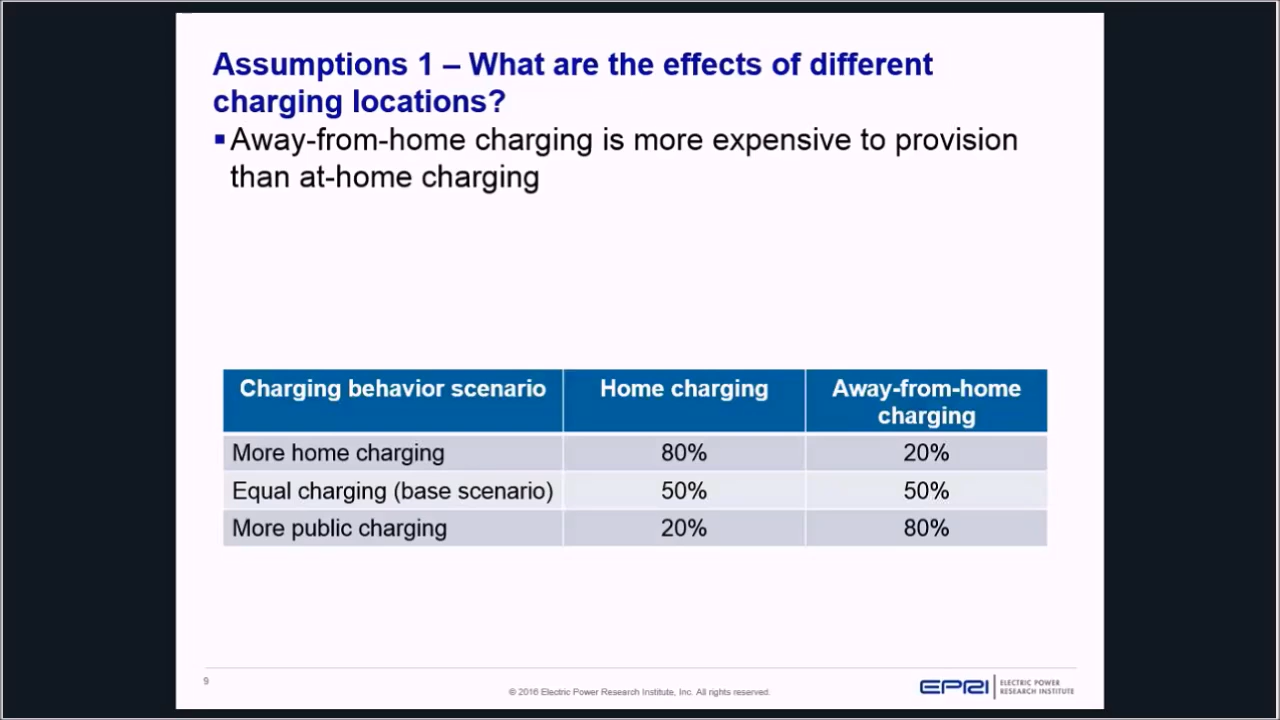 Assumptions 1 – What are the effects of different
charging locations?
▪ Away-from-home charging is more expensive to provision
than at-home charging
Charging behavior scenario Home charging Away-from-home charging
More home charging 80% 20%
Equal charging (base scenario) 50% 50%
More public charging 20% 80%
9
© 2016 Electric Power Research Institute, Inc. All rights reserved.
EPRI
ELECTRIC POWER
RESEARCH INSTITUTE